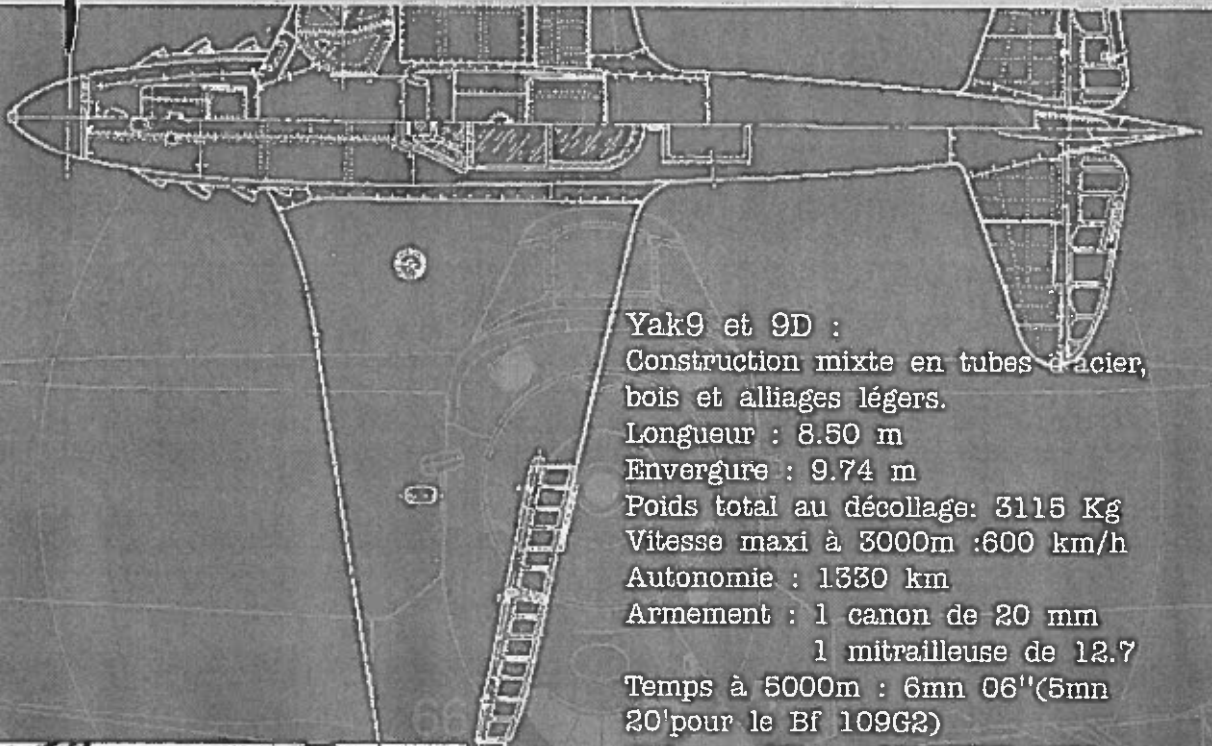 Yak9 et 9D :
Construction mixte en tubes d'acier,
bois et alliages légers.
Longueur : 8.50 m
Envergure : 9.74 m
Poids total au décollage: 3115 Kg
Vitesse maxi à 3000m :600 km/h
Autonomie : 1330 km
Armement : 1 canon de 20 mm
1 mitrailleuse de 12.7
Temps à 5000m : 6mn 06''(5mn
20'pour le Bf 109G2)